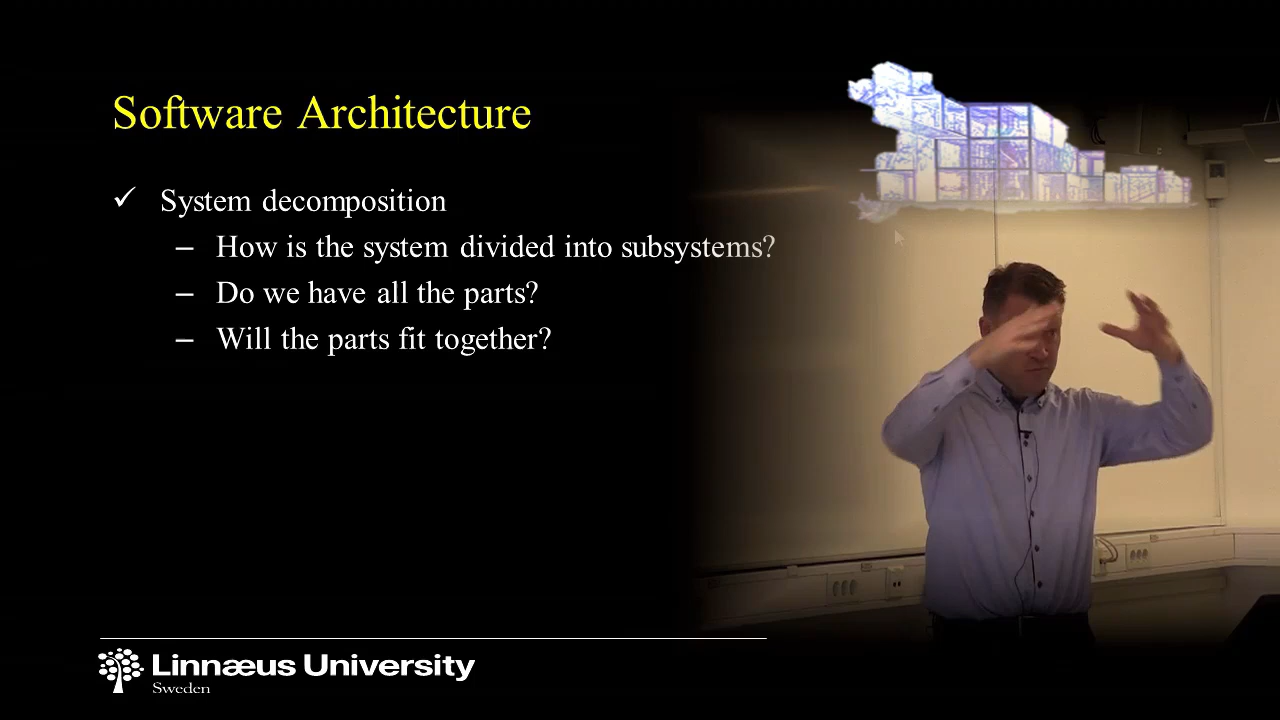 Software Architecture
✓ System decomposition
– How is the system divided into subsystems?
– Do we have all the parts?
– Will the parts fit together?
Linnæus University
Sweden